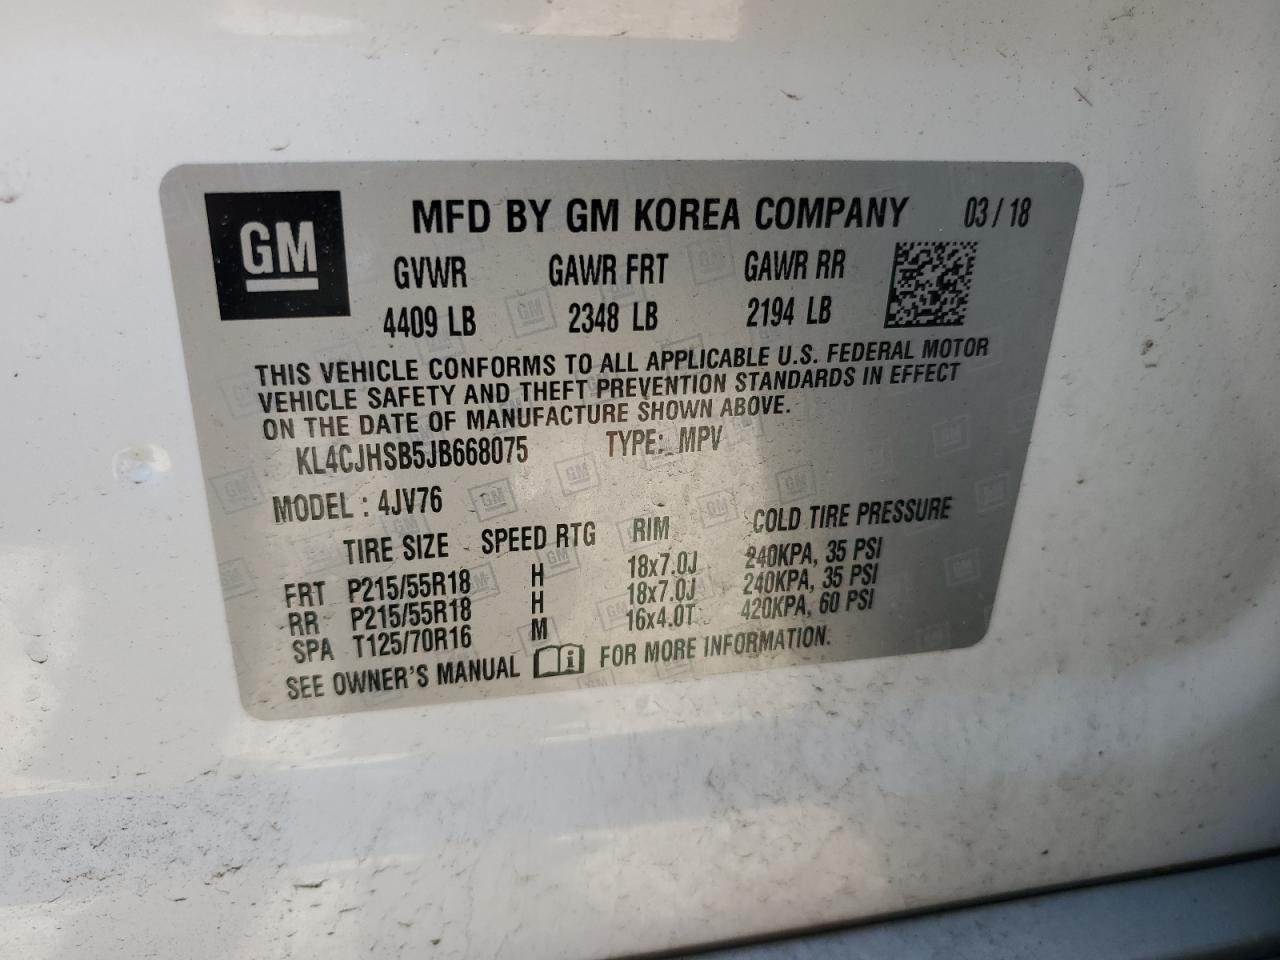 GM
MFD BY GM KOREA COMPANY 03 / 18
GVWR GAWR FRT GAWR RR
4409 LB 2348 LB 2194 LB
THIS VEHICLE CONFORMS TO ALL APPLICABLE U.S. FEDERAL MOTOR
VEHICLE SAFETY AND THEFT PREVENTION STANDARDS IN EFFECT
ON THE DATE OF MANUFACTURE SHOWN ABOVE.
KL4CJHSB5JB668075 TYPE: MPV
MODEL : 4JV76
TIRE SIZE SPEED RTG RIM COLD TIRE PRESSURE
FRT P215/55R18 H 18x7.0J 240KPA, 35 PSI
RR P215/55R18 H 18x7.0J 240KPA, 35 PSI
SPA T125/70R16 M 16x4.0T 420KPA, 60 PSI
SEE OWNER'S MANUAL FOR MORE INFORMATION.